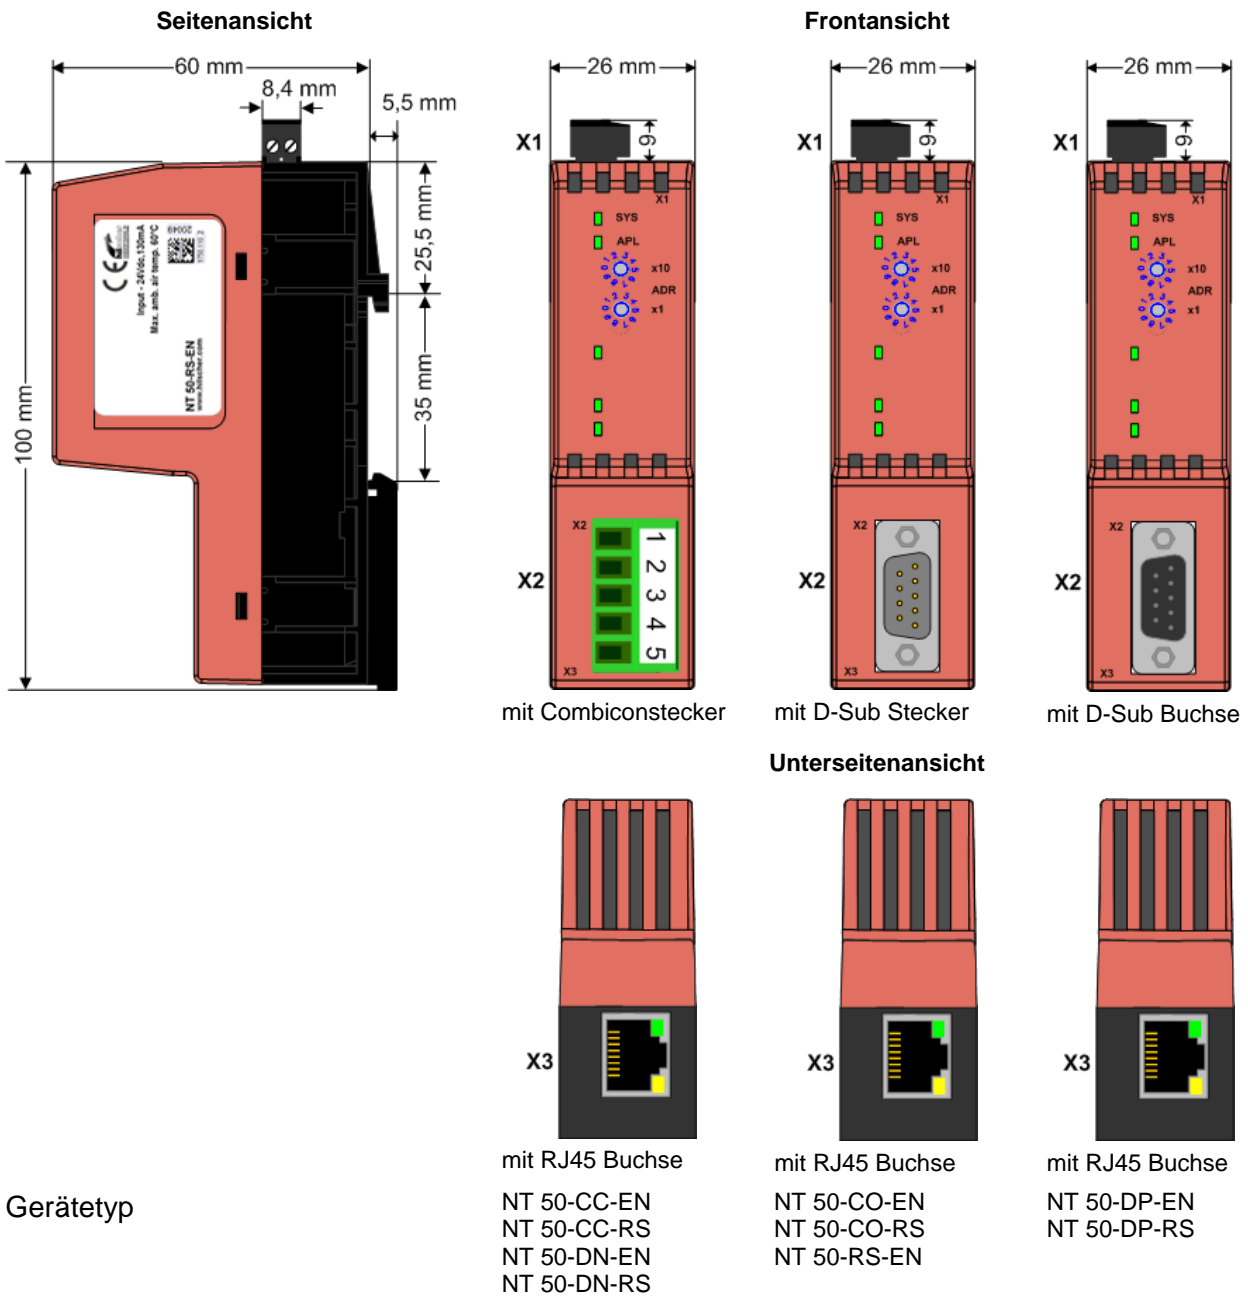 Seitenansicht
Frontansicht
60 mm
8,4 mm
5,5 mm
25,5 mm
35 mm
100 mm
CE
Input - 24Vdc,130mA
Max. amb. air temp. 60°C
20049
NT 50-RS-EN
www.hilscher.com
26 mm
26 mm
26 mm
X1
9
X1
9
X1
9
X1
SYS
APL
x10
ADR
x1
X1
SYS
APL
x10
ADR
x1
X1
SYS
APL
x10
ADR
x1
X2
X2
1
2
3
4
5
X3
X2
X2
X3
X2
X2
X3
mit Combiconstecker
mit D-Sub Stecker
mit D-Sub Buchse
Unterseitenansicht
X3
X3
X3
mit RJ45 Buchse
mit RJ45 Buchse
mit RJ45 Buchse
Gerätetyp
NT 50-CC-EN
NT 50-CC-RS
NT 50-DN-EN
NT 50-DN-RS
NT 50-CO-EN
NT 50-CO-RS
NT 50-RS-EN
NT 50-DP-EN
NT 50-DP-RS